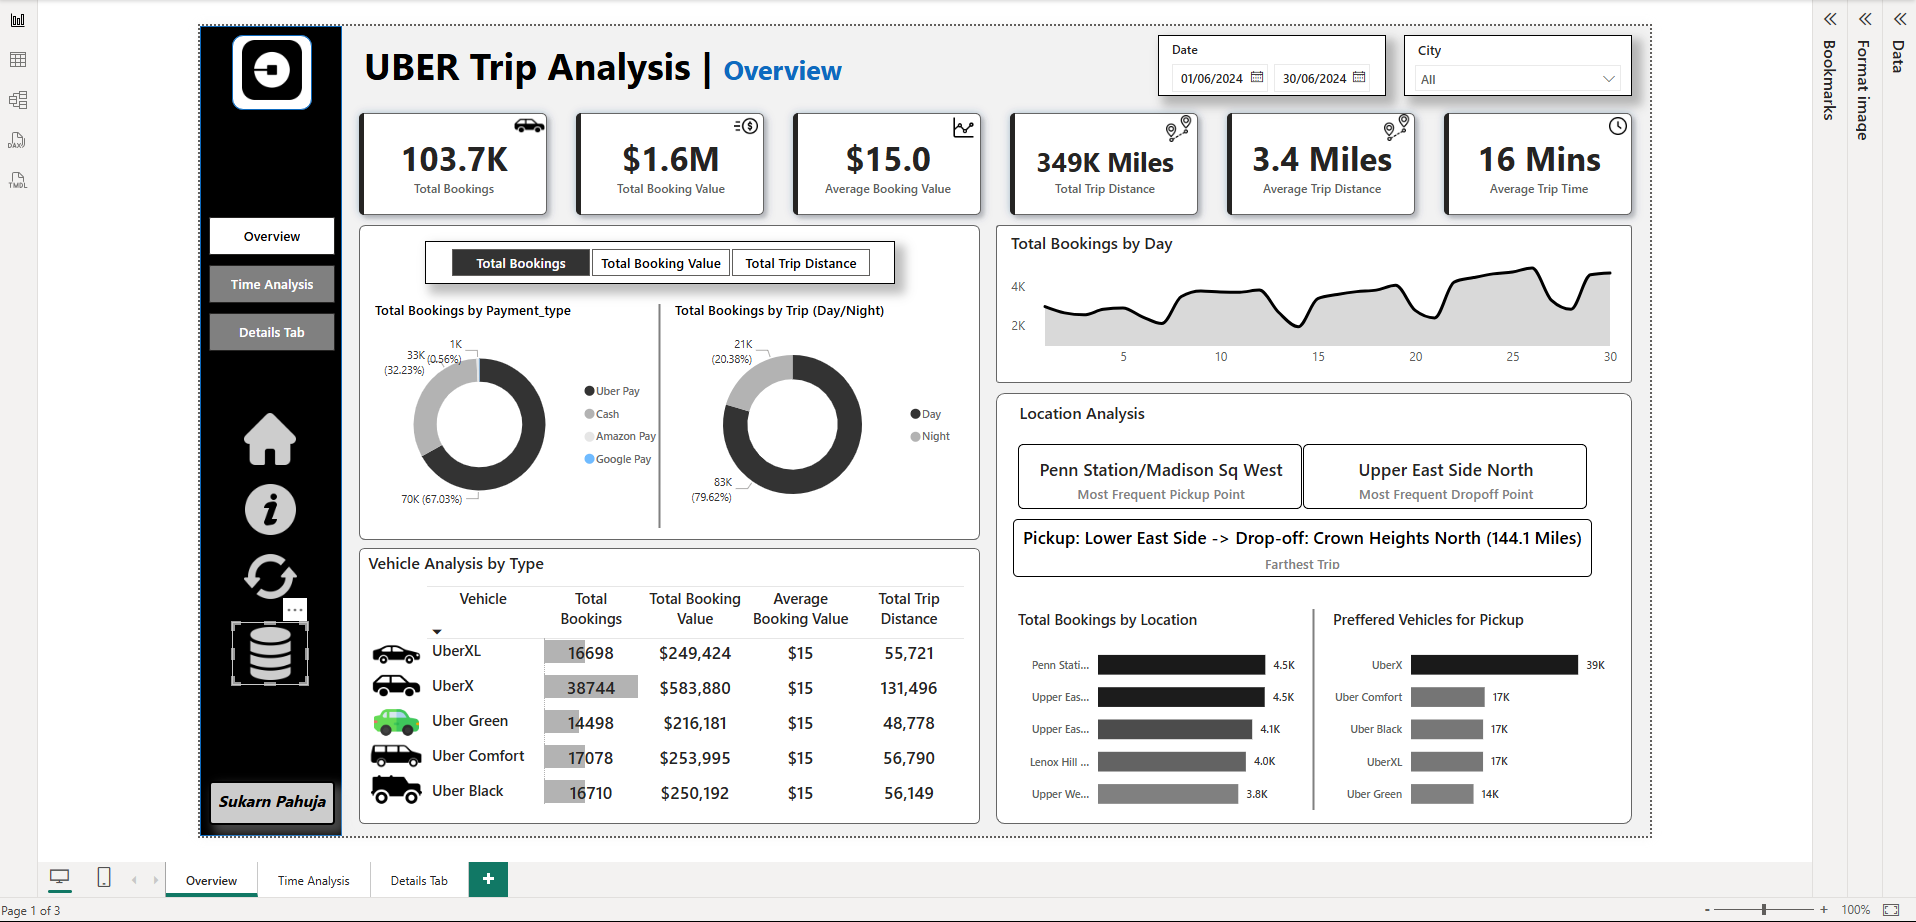 UBER Trip Analysis | Overview
Date
01/06/2024
30/06/2024
City
All
Bookmarks
Format image
Data
DAX
TMDL
103.7K
Total Bookings
$1.6M
Total Booking Value
$15.0
Average Booking Value
349K Miles
Total Trip Distance
3.4 Miles
Average Trip Distance
16 Mins
Average Trip Time
Overview
Time Analysis
Details Tab
Sukarn Pahuja
Total Bookings
Total Booking Value
Total Trip Distance
Total Bookings by Payment_type
1K
(0.56%)
33K
(32.23%)
70K (67.03%)
Uber Pay
Cash
Amazon Pay
Google Pay
Total Bookings by Trip (Day/Night)
21K
(20.38%)
83K
(79.62%)
Day
Night
Total Bookings by Day
4K
2K
5 10 15 20 25 30
Vehicle Analysis by Type
Vehicle Total Bookings Total Booking Value Average Booking Value Total Trip Distance
UberXL 16698 $249,424 $15 55,721
UberX 38744 $583,880 $15 131,496
Uber Green 14498 $216,181 $15 48,778
Uber Comfort 17078 $253,995 $15 56,790
Uber Black 16710 $250,192 $15 56,149
Location Analysis
Penn Station/Madison Sq West
Most Frequent Pickup Point
Upper East Side North
Most Frequent Dropoff Point
Pickup: Lower East Side -> Drop-off: Crown Heights North (144.1 Miles)
Farthest Trip
Total Bookings by Location
Penn Stati... 4.5K
Upper Eas... 4.5K
Upper Eas... 4.1K
Lenox Hill ... 4.0K
Upper We... 3.8K
Preffered Vehicles for Pickup
UberX 39K
Uber Comfort 17K
Uber Black 17K
UberXL 17K
Uber Green 14K
Overview
Time Analysis
Details Tab
+
Page 1 of 3
- + 100%